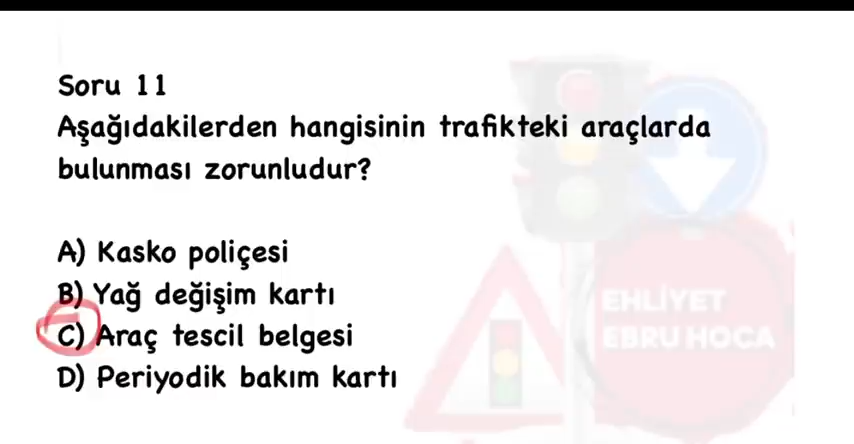 Soru 11
Aşağıdakilerden hangisinin trafikteki araçlarda
bulunması zorunludur?
A) Kasko poliçesi
B) Yağ değişim kartı
C) Araç tescil belgesi
D) Periyodik bakım kartı
EHLİYET
EBRU HOCA